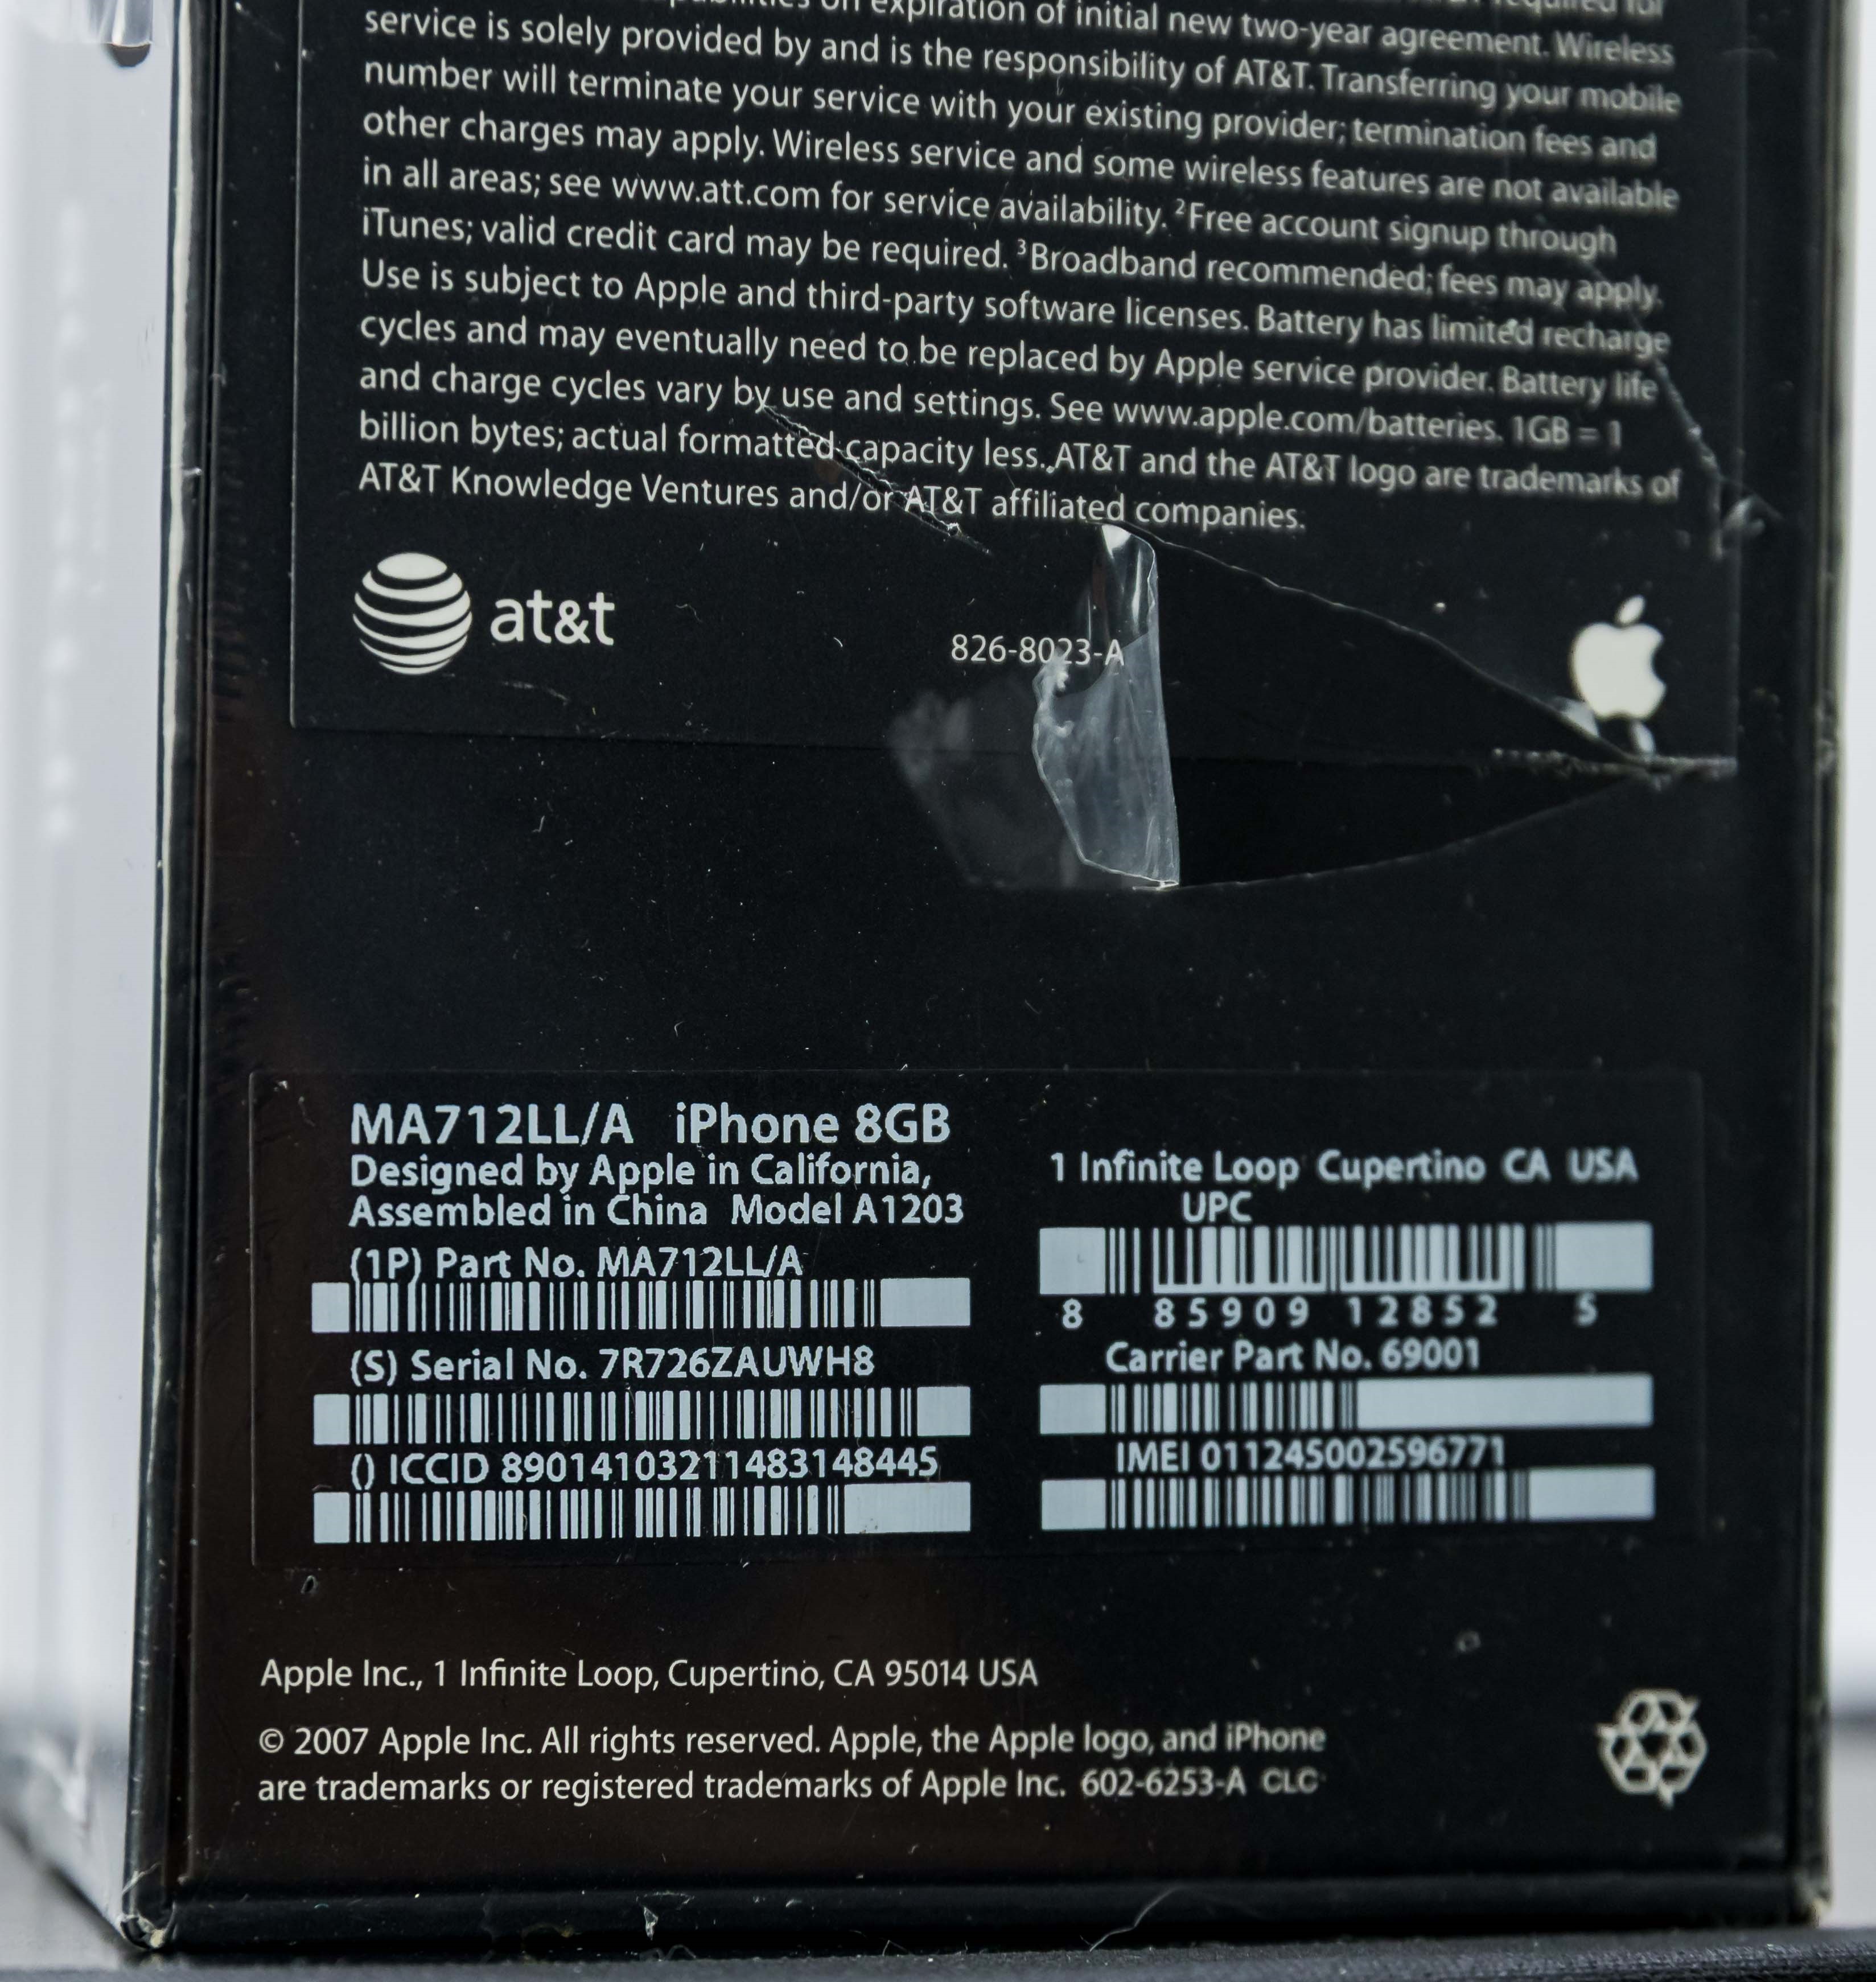 on expiration of initial new two-year agreement. Wireless
service is solely provided by and is the responsibility of AT&T. Transferring your mobile
number will terminate your service with your existing provider; termination fees and
other charges may apply. Wireless service and some wireless features are not available
in all areas; see www.att.com for service availability. ²Free account signup through
iTunes; valid credit card may be required. ³Broadband recommended; fees may apply.
Use is subject to Apple and third-party software licenses. Battery has limited recharge
cycles and may eventually need to be replaced by Apple service provider. Battery life
and charge cycles vary by use and settings. See www.apple.com/batteries. 1GB = 1
billion bytes; actual formatted capacity less. AT&T and the AT&T logo are trademarks of
AT&T Knowledge Ventures and/or AT&T affiliated companies.
at&t
826-8023-A
MA712LL/A iPhone 8GB
Designed by Apple in California,
Assembled in China Model A1203
(1P) Part No. MA712LL/A
(S) Serial No. 7R726ZAUWH8
() ICCID 89014103211483148445
1 Infinite Loop Cupertino CA USA
UPC
8 85909 12852 5
Carrier Part No. 69001
IMEI 011245002596771
Apple Inc., 1 Infinite Loop, Cupertino, CA 95014 USA
© 2007 Apple Inc. All rights reserved. Apple, the Apple logo, and iPhone
are trademarks or registered trademarks of Apple Inc. 602-6253-A CLC